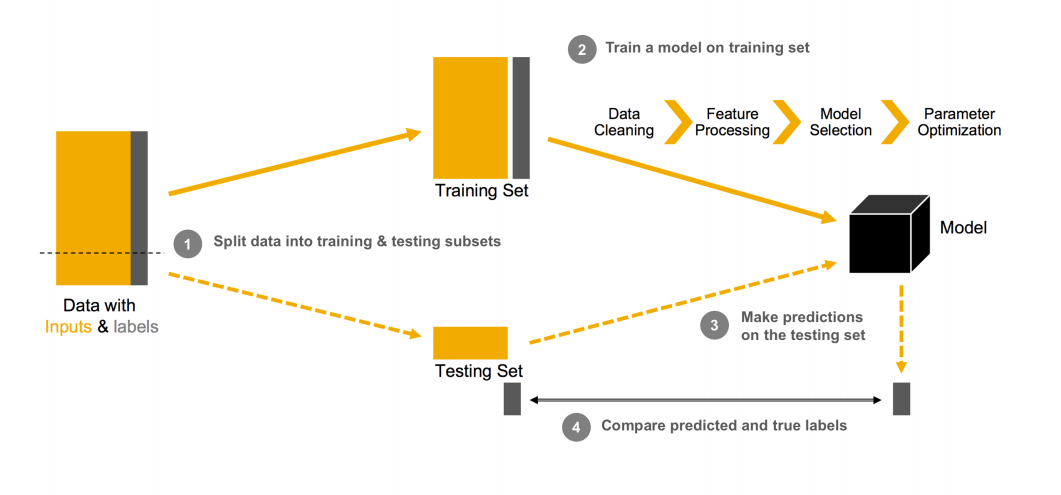 2 Train a model on training set
Data Cleaning
Feature Processing
Model Selection
Parameter Optimization
Training Set
1 Split data into training & testing subsets
Model
Data with
Inputs & labels
3 Make predictions
on the testing set
Testing Set
4 Compare predicted and true labels